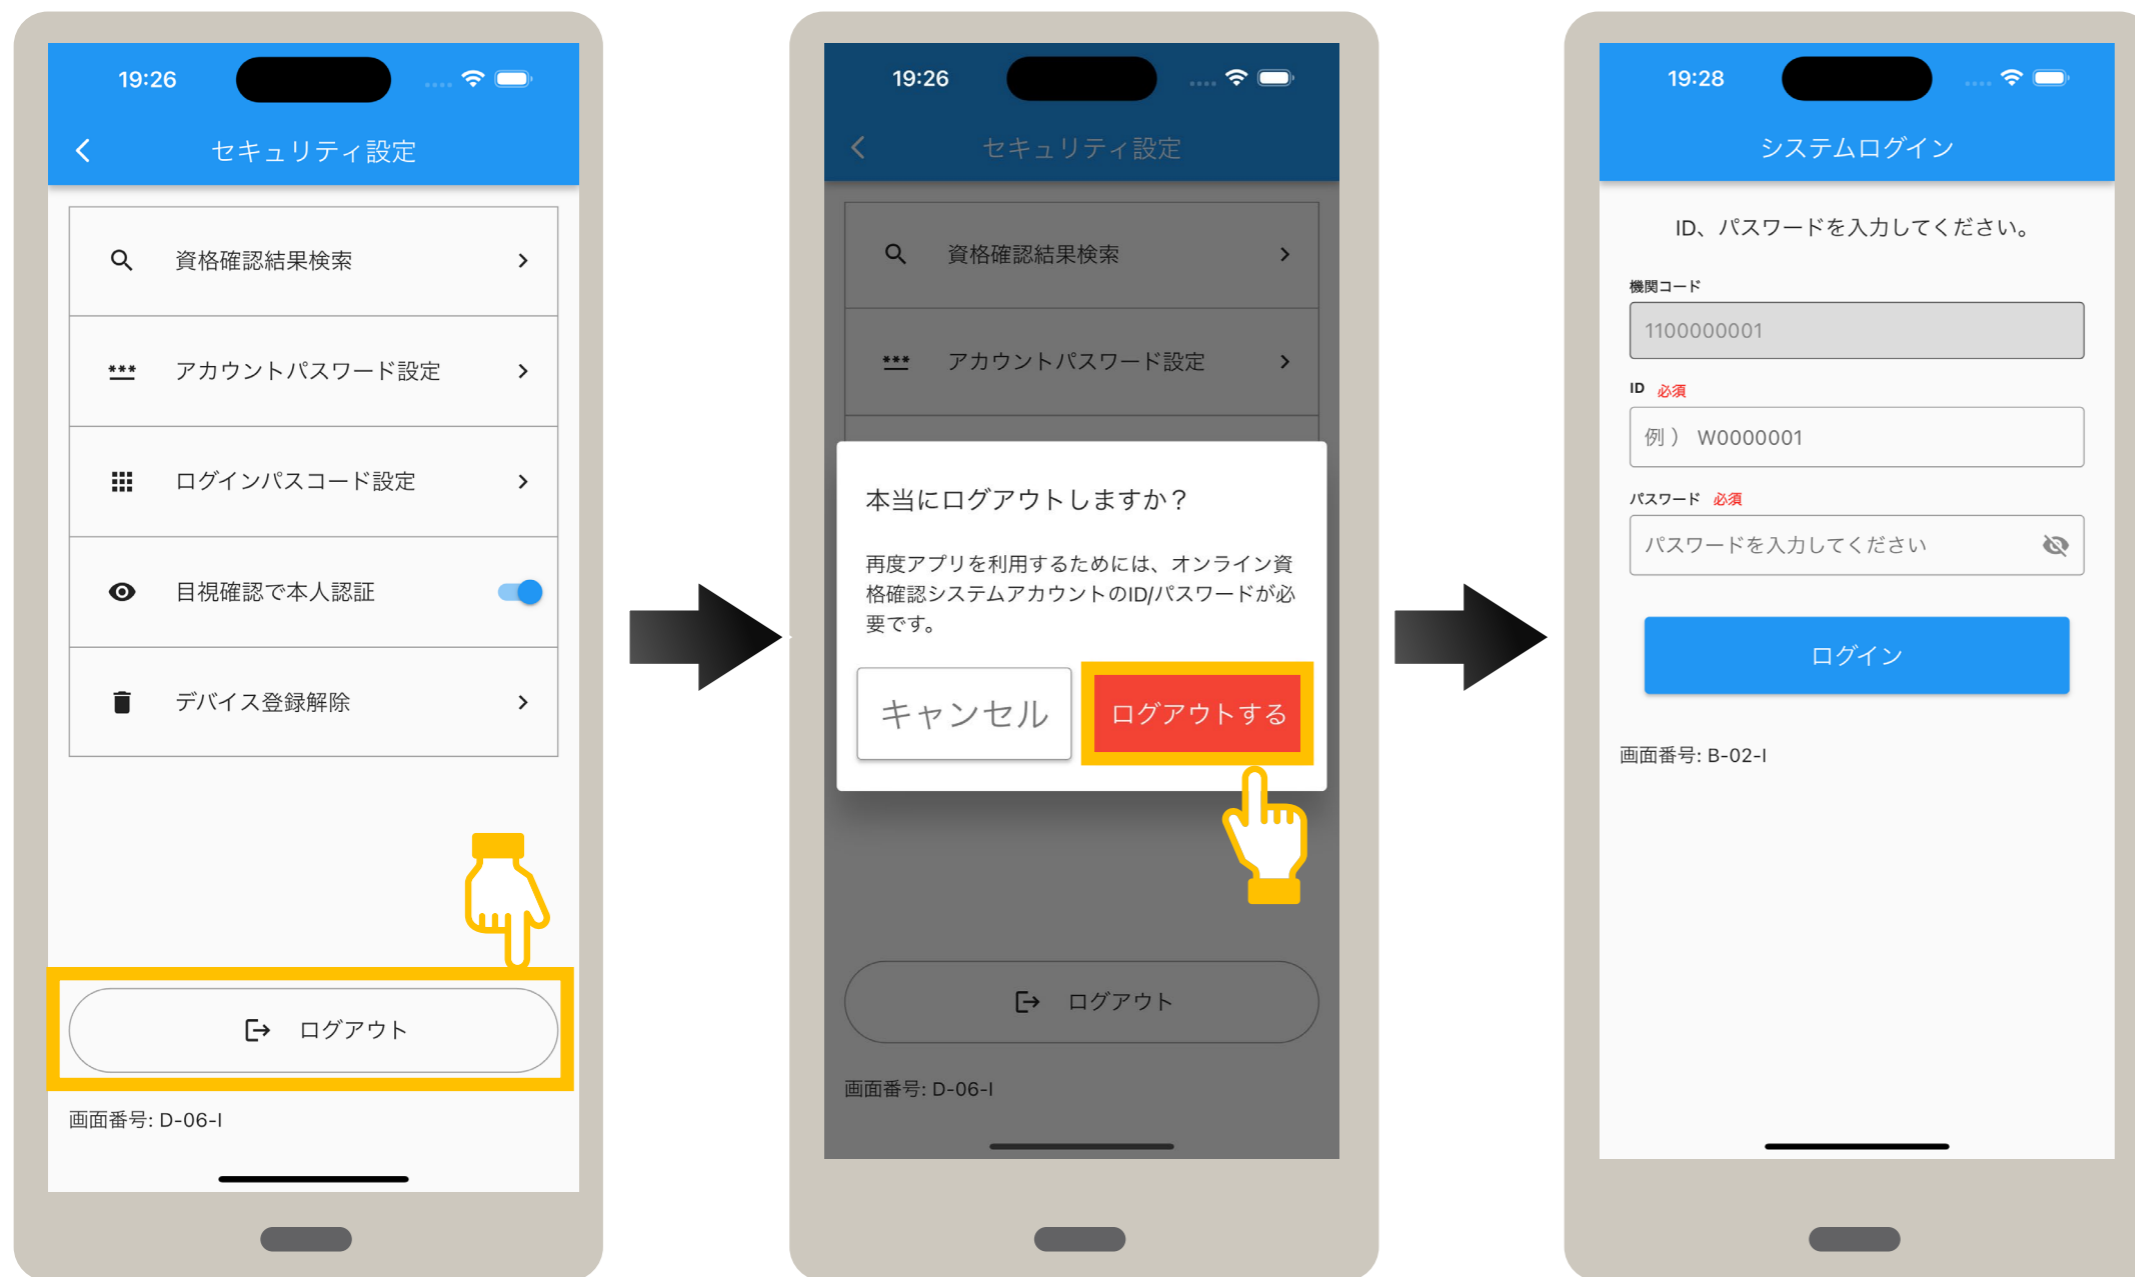 19:26
セキュリティ設定
資格確認結果検索
*** アカウントパスワード設定
ログインパスコード設定
目視確認で本人認証
デバイス登録解除
ログアウト
画面番号: D-06-I
19:26
セキュリティ設定
資格確認結果検索
*** アカウントパスワード設定
本当にログアウトしますか？
再度アプリを利用するためには、オンライン資
格確認システムアカウントのID/パスワードが必
要です。
キャンセル
ログアウトする
ログアウト
画面番号: D-06-I
19:28
システムログイン
ID、パスワードを入力してください。
機関コード
1100000001
ID 必須
例） W0000001
パスワード 必須
パスワードを入力してください
ログイン
画面番号: B-02-I